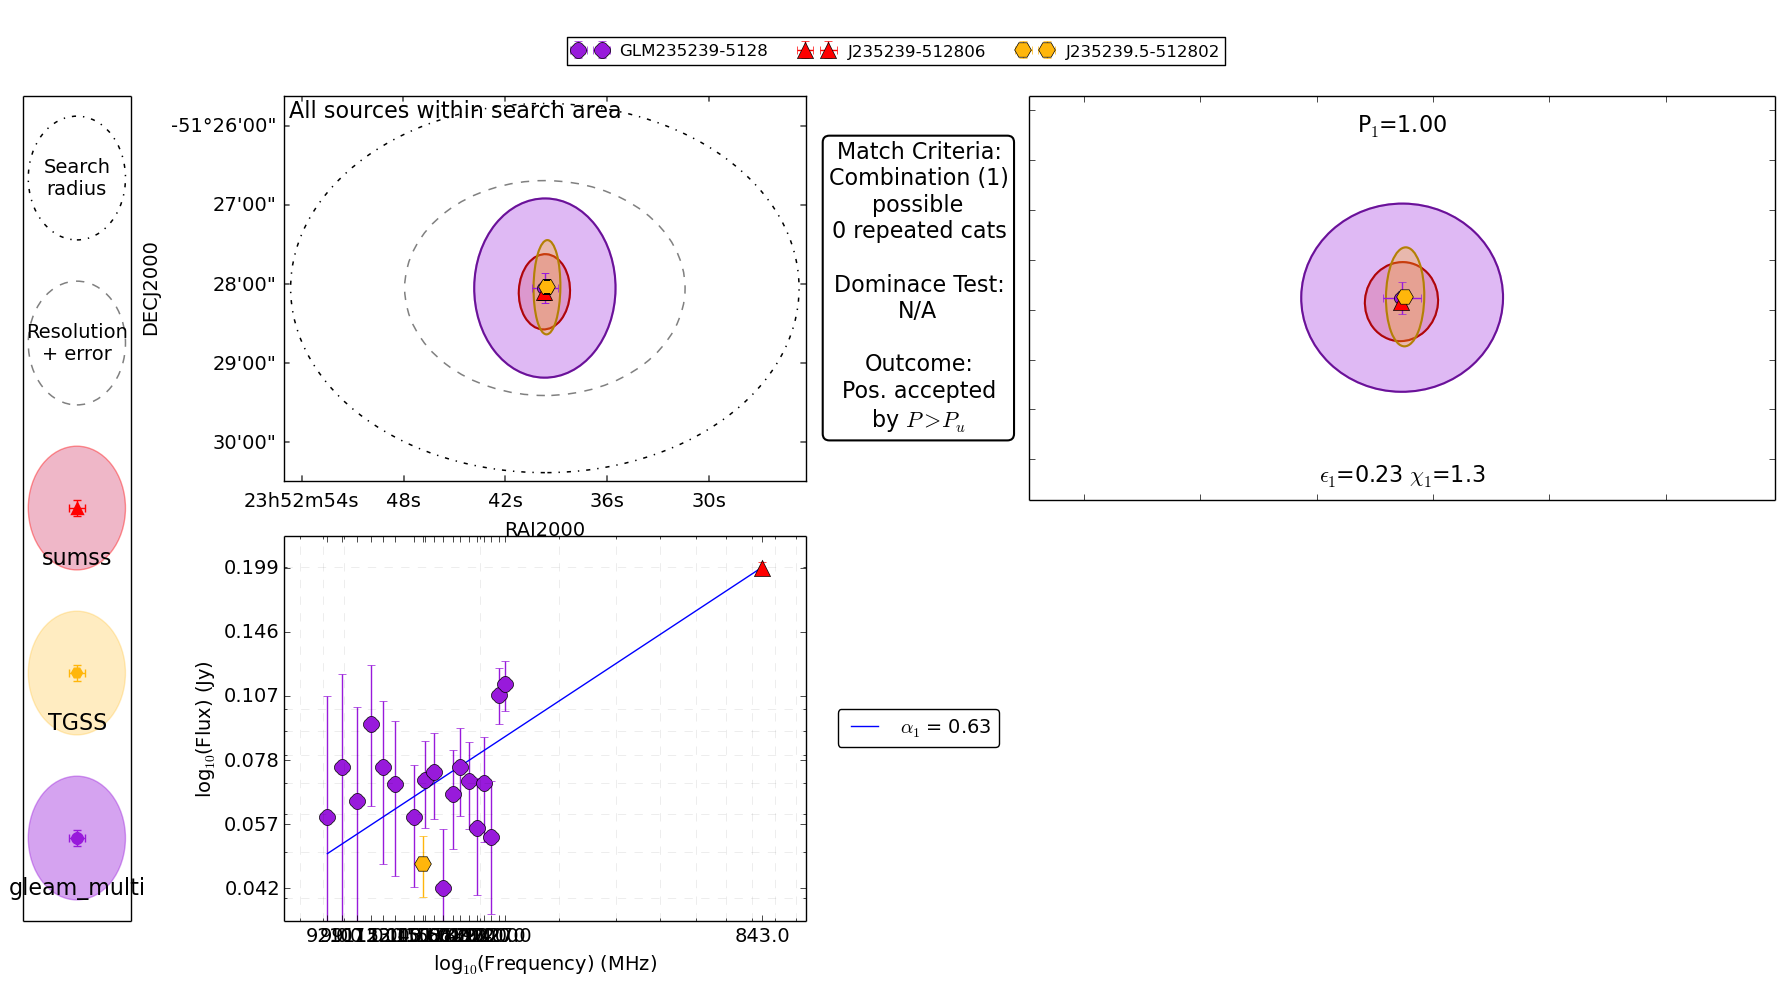 GLM235239-5128 J235239-512806 J235239.5-512802
Search
radius
Resolution
+ error
sumss
TGSS
gleam_multi
All sources within search area
DECJ2000
-51°26'00"
27'00"
28'00"
29'00"
30'00"
23h52m54s 48s 42s 36s 30s
RAJ2000
Match Criteria:
Combination (1)
possible
0 repeated cats
Dominace Test:
N/A
Outcome:
Pos. accepted
by P>Pu
P1=1.00
ϵ1=0.23 χ1=1.3
log10(Flux) (Jy)
0.199
0.146
0.107
0.078
0.057
0.042
843.0
log10(Frequency) (MHz)
α1 = 0.63